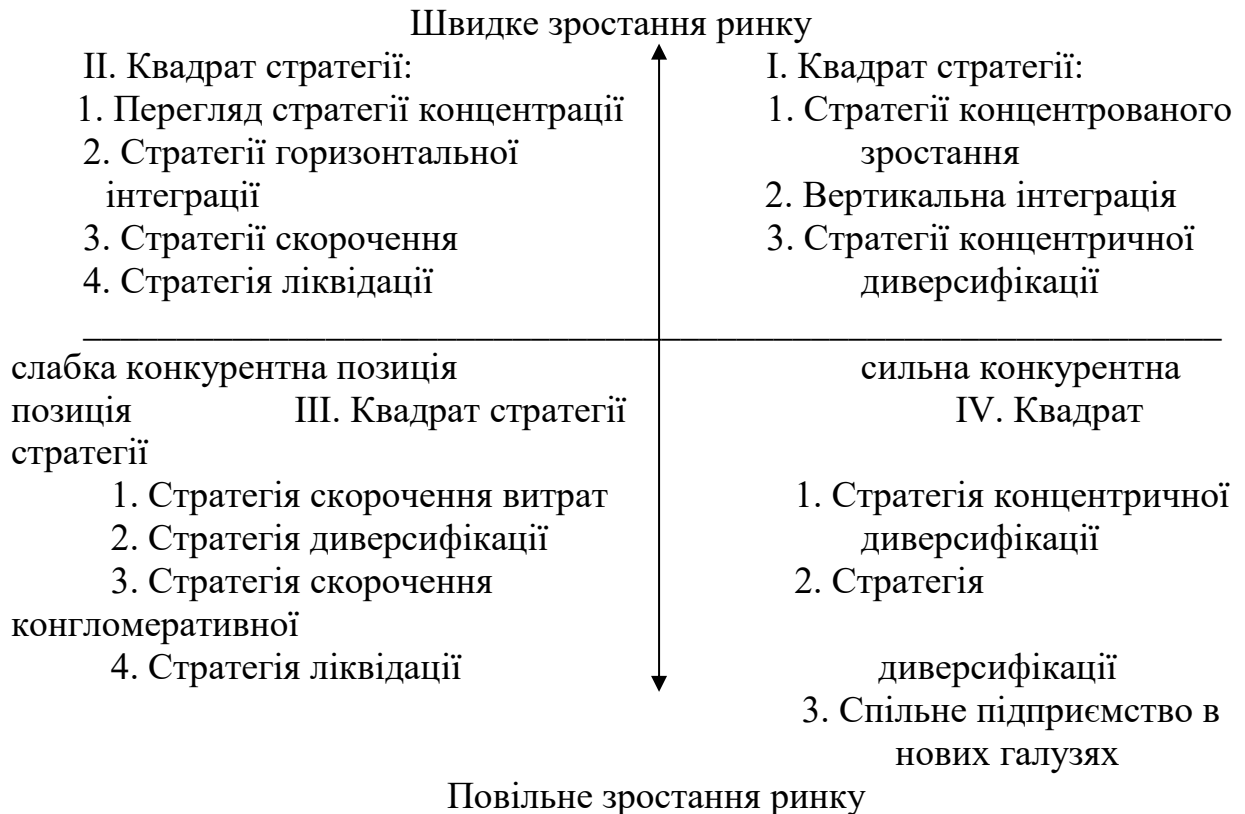 Швидке зростання ринку
ІІ. Квадрат стратегії:
1. Перегляд стратегії концентрації
2. Стратегії горизонтальної
інтеграції
3. Стратегії скорочення
4. Стратегія ліквідації
І. Квадрат стратегії:
1. Стратегії концентрованого
зростання
2. Вертикальна інтеграція
3. Стратегії концентричної
диверсифікації
слабка конкурентна позиція сильна конкурентна
позиція ІІІ. Квадрат стратегії IV. Квадрат
стратегії
1. Стратегія скорочення витрат 1. Стратегія концентричної
2. Стратегія диверсифікації диверсифікації
3. Стратегія скорочення 2. Стратегія
конгломеративної
4. Стратегія ліквідації диверсифікації
3. Спільне підприємство в
нових галузях
Повільне зростання ринку